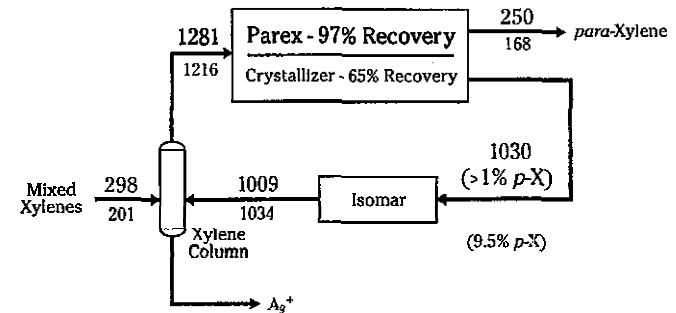 1281
1216
Parex - 97% Recovery
Crystallizer - 65% Recovery
250
168
para-Xylene
Mixed
Xylenes
298
201
1009
1034
Isomar
1030
(>1% p-X)
(9.5% p-X)
Xylene
Column
A₉⁺